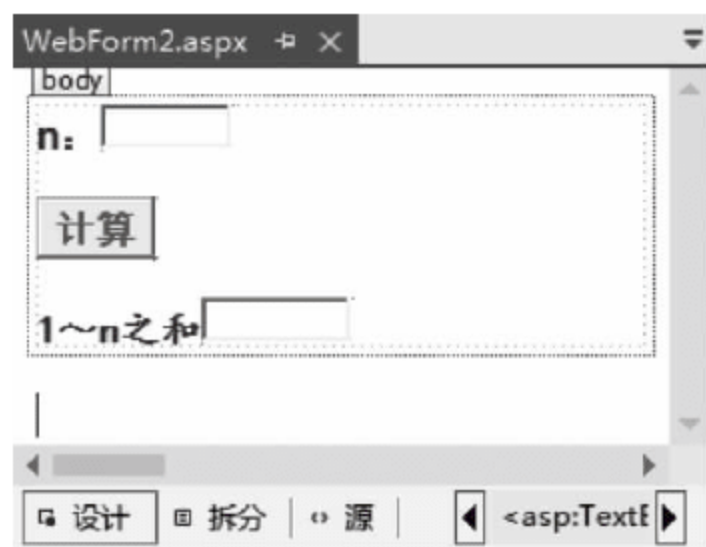 WebForm2.aspx
body
n:
计算
1～n之和
设计 拆分 源 <asp:TextE